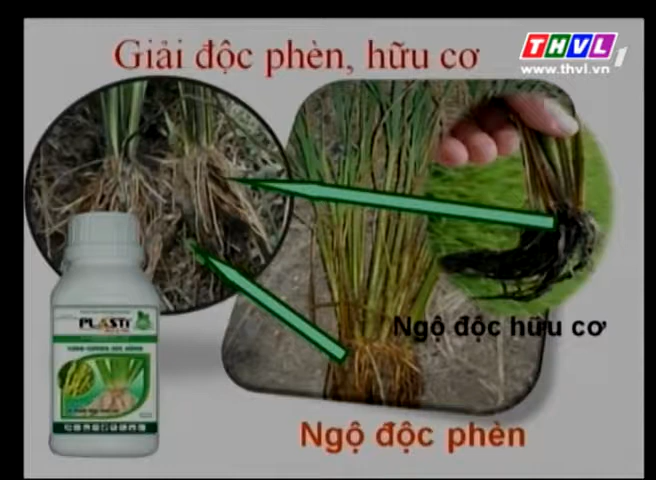 Giải độc phèn, hữu cơ
THVL1
www.thvl.vn
PLASTI
Ngộ độc hữu cơ
Ngộ độc phèn